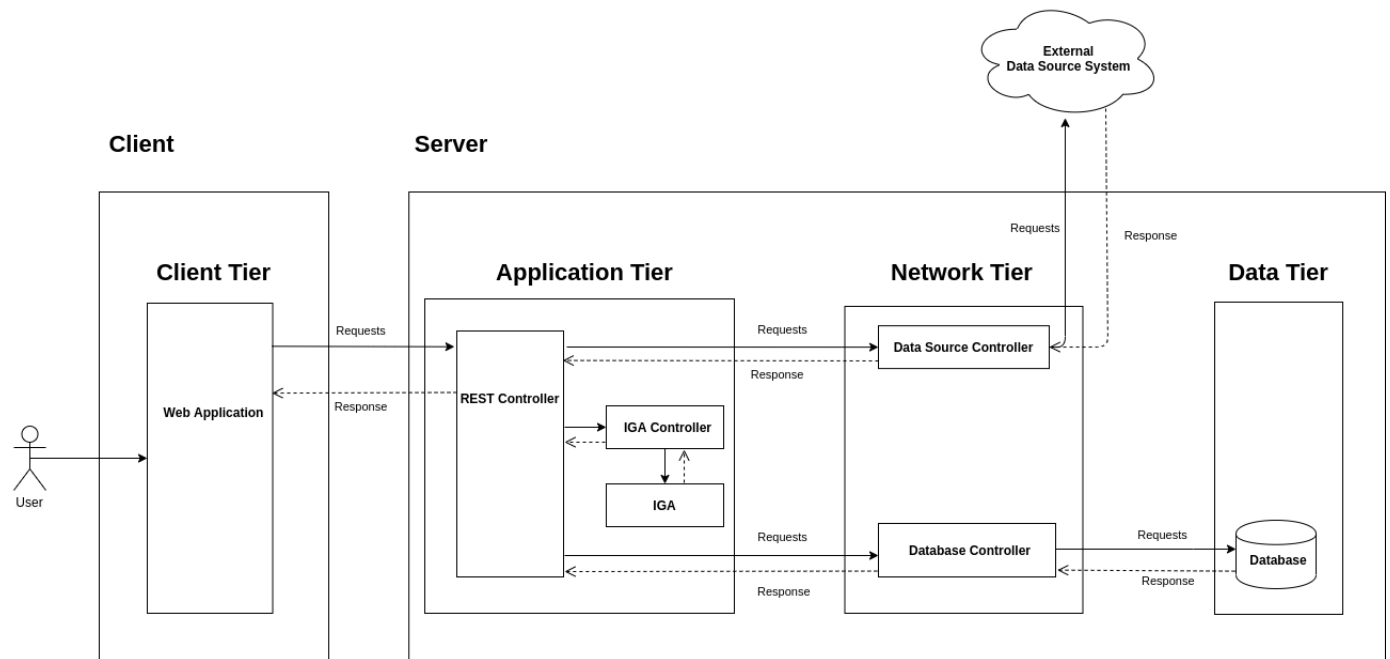 External
Data Source System
Client
Server
Requests
Response
Client Tier
Application Tier
Network Tier
Data Tier
Requests
Requests
Data Source Controller
Response
Web Application
Response
REST Controller
IGA Controller
User
IGA
Requests
Database Controller
Requests
Database
Response
Response